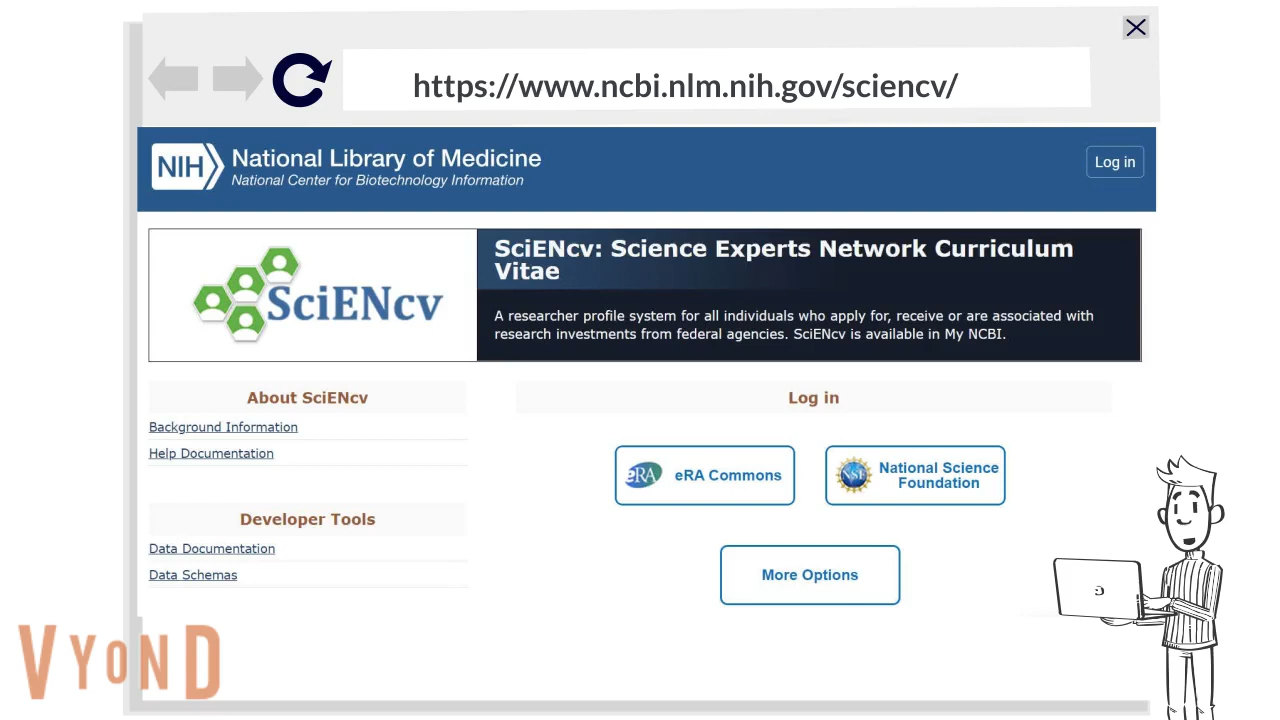 https://www.ncbi.nlm.nih.gov/sciencv/
NIH National Library of Medicine
National Center for Biotechnology Information
Log in
SciENcv
SciENcv: Science Experts Network Curriculum
Vitae
A researcher profile system for all individuals who apply for, receive or are associated with
research investments from federal agencies. SciENcv is available in My NCBI.
About SciENcv
Background Information
Help Documentation
Developer Tools
Data Documentation
Data Schemas
Log in
eRA eRA Commons
NSF National Science
Foundation
More Options
VYOND